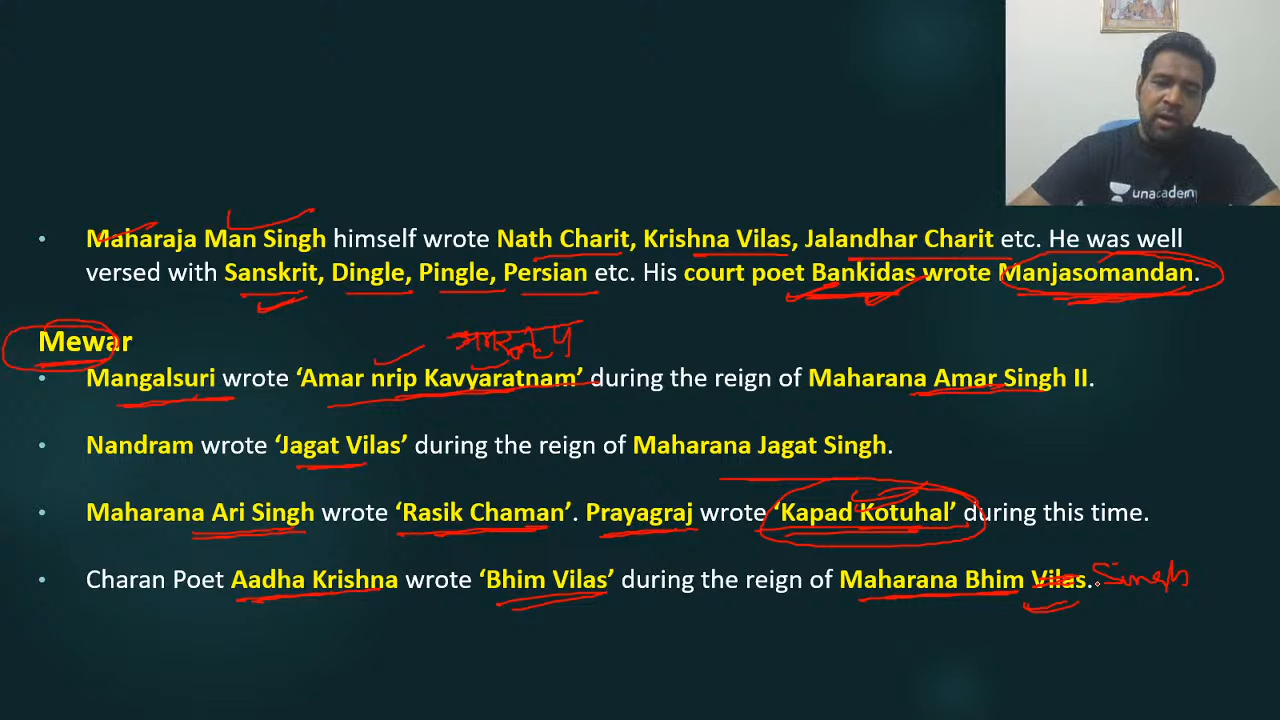 unacademy
• Maharaja Man Singh himself wrote Nath Charit, Krishna Vilas, Jalandhar Charit etc. He was well
versed with Sanskrit, Dingle, Pingle, Persian etc. His court poet Bankidas wrote Manjasomandan.
Mewar
• Mangalsuri wrote ‘Amar nrip Kavyaratnam’ during the reign of Maharana Amar Singh II.
• Nandram wrote ‘Jagat Vilas’ during the reign of Maharana Jagat Singh.
• Maharana Ari Singh wrote ‘Rasik Chaman’. Prayagraj wrote ‘Kapad Kotuhal’ during this time.
• Charan Poet Aadha Krishna wrote ‘Bhim Vilas’ during the reign of Maharana Bhim Vilas. Singh